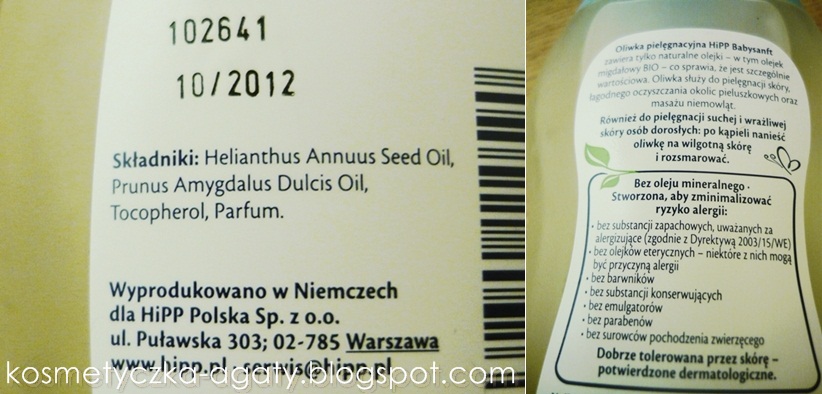 102641
10/2012
Składniki: Helianthus Annuus Seed Oil,
Prunus Amygdalus Dulcis Oil,
Tocopherol, Parfum.
Wyprodukowano w Niemczech
dla HiPP Polska Sp. z o.o.
ul. Puławska 303; 02-785 Warszawa
www.hipp.pl
kosmetyczka-agaty.blogspot.com
Oliwka pielęgnacyjna HiPP Babysanft
zawiera tylko naturalne olejki – w tym olejek
migdałowy BIO – co sprawia, że jest szczególnie
wartościowa. Oliwka służy do pielęgnacji skóry,
łagodnego oczyszczania okolic pieluszkowych oraz
masażu niemowląt.
Również do pielęgnacji suchej i wrażliwej
skóry osób dorosłych: po kąpieli nanieść
oliwkę na wilgotną skórę
i rozsmarować.
Bez oleju mineralnego ·
Stworzona, aby zminimalizować
ryzyko alergii:
· bez substancji zapachowych, uważanych za
alergizujące (zgodnie z Dyrektywą 2003/15/WE)
· bez olejków eterycznych – niektóre z nich mogą
być przyczyną alergii
· bez barwników
· bez substancji konserwujących
· bez emulgatorów
· bez parabenów
· bez surowców pochodzenia zwierzęcego
Dobrze tolerowana przez skórę –
potwierdzone dermatologiczne.